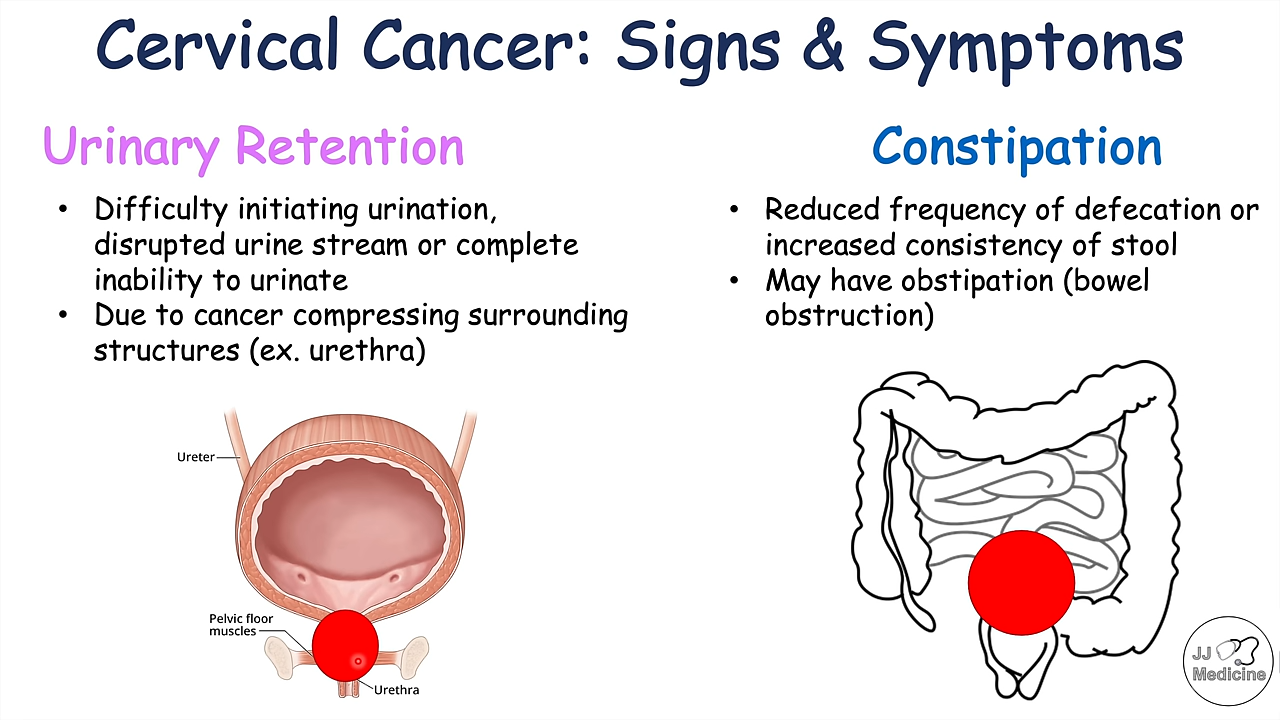 Cervical Cancer: Signs & Symptoms
Urinary Retention
• Difficulty initiating urination,
disrupted urine stream or complete
inability to urinate
• Due to cancer compressing surrounding
structures (ex. urethra)
Ureter
Pelvic floor
muscles
Urethra
Constipation
• Reduced frequency of defecation or
increased consistency of stool
• May have obstipation (bowel
obstruction)
JJ
Medicine